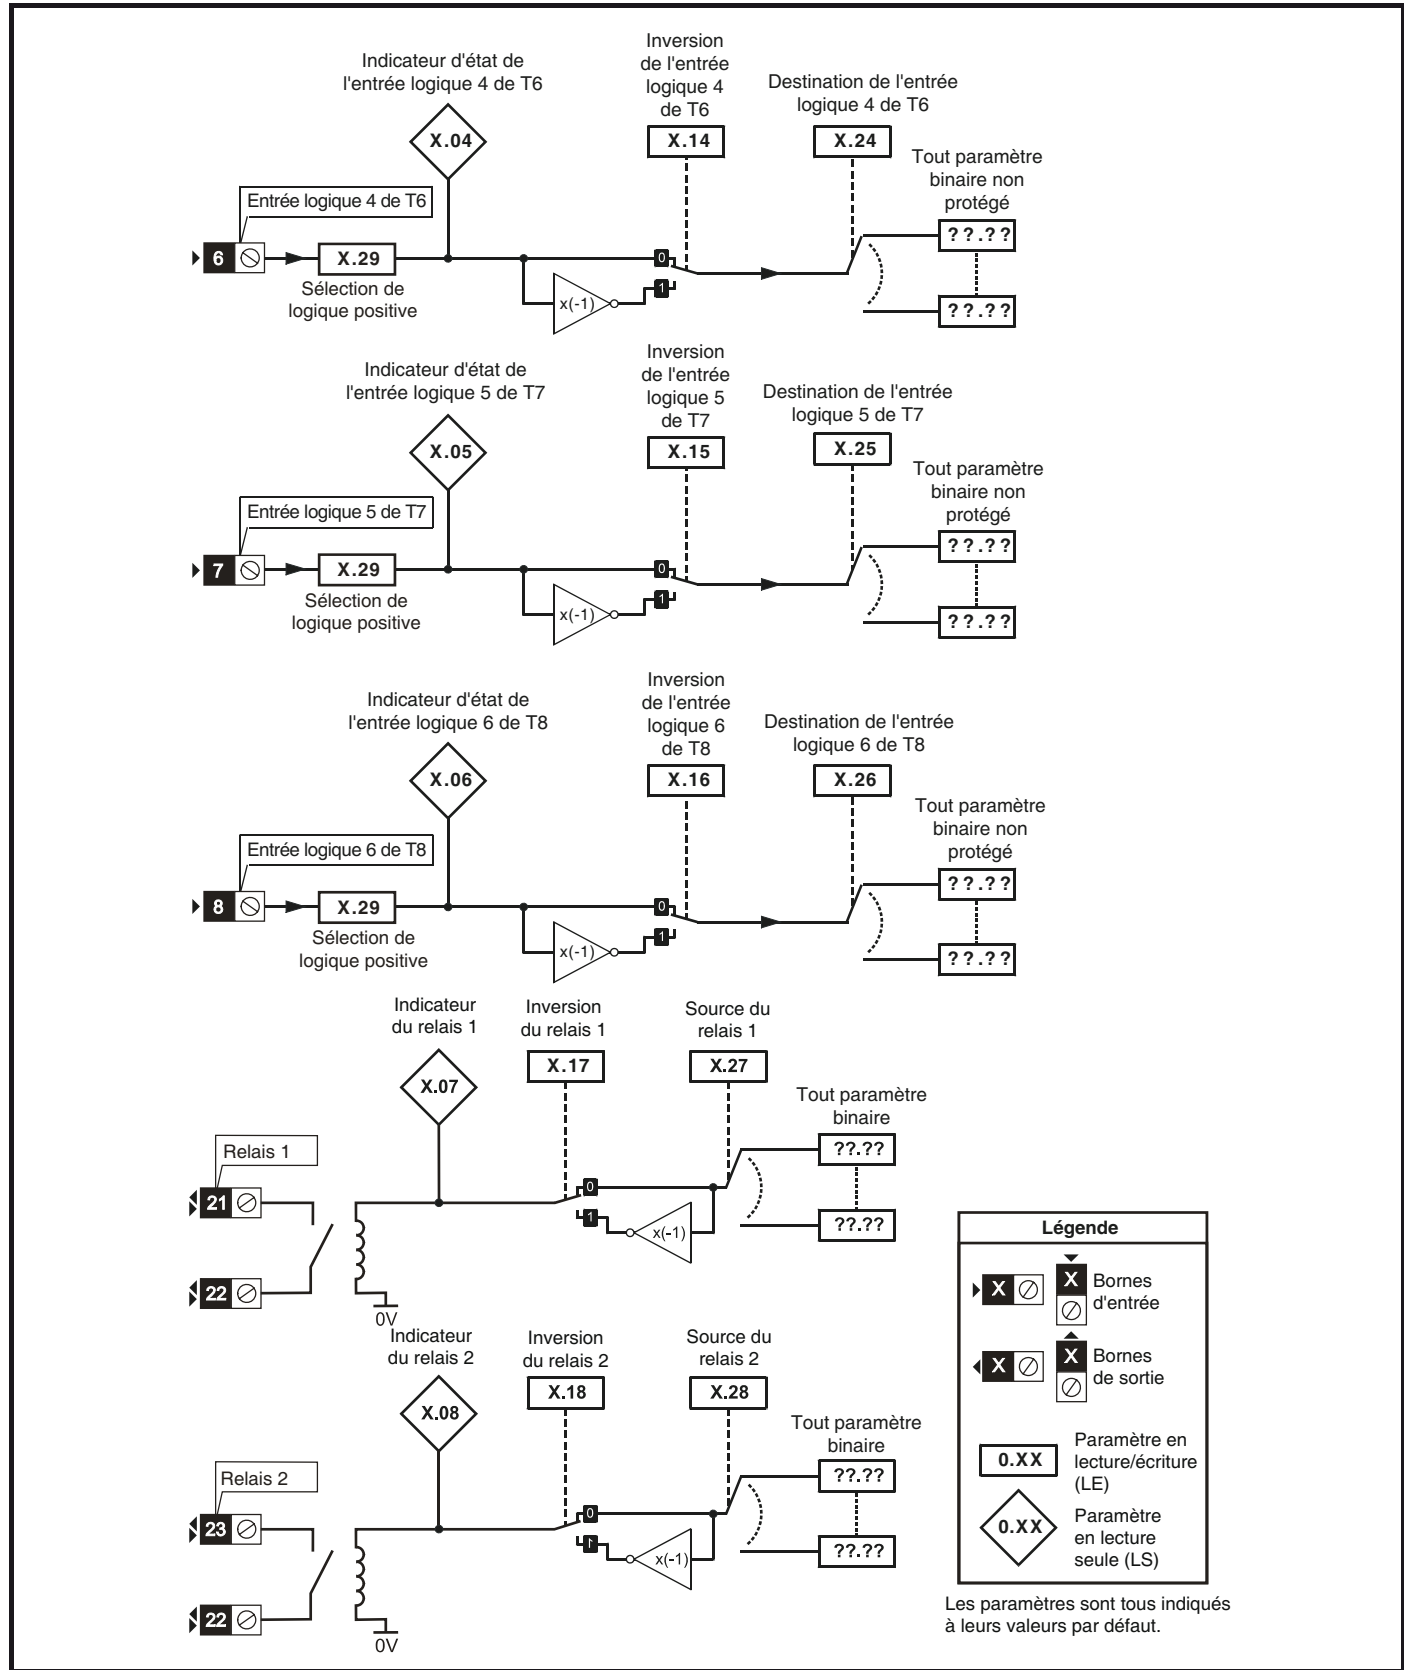 Indicateur d'état de
l'entrée logique 4 de T6
Inversion
de l'entrée
logique 4
de T6
Destination de l'entrée
logique 4 de T6
X.04
X.14
X.24
Tout paramètre
binaire non
protégé
Entrée logique 4 de T6
6
X.29
Sélection de
logique positive
x(-1)
0
1
??.??
??.??
Indicateur d'état de
l'entrée logique 5 de T7
Inversion
de l'entrée
logique 5
de T7
Destination de l'entrée
logique 5 de T7
X.05
X.15
X.25
Tout paramètre
binaire non
protégé
Entrée logique 5 de T7
7
X.29
Sélection de
logique positive
x(-1)
0
1
??.??
??.??
Indicateur d'état de
l'entrée logique 6 de T8
Inversion
de l'entrée
logique 6
de T8
Destination de l'entrée
logique 6 de T8
X.06
X.16
X.26
Tout paramètre
binaire non
protégé
Entrée logique 6 de T8
8
X.29
Sélection de
logique positive
x(-1)
0
1
??.??
??.??
Indicateur
du relais 1
Inversion
du relais 1
Source du
relais 1
X.07
X.17
X.27
Tout paramètre
binaire
Relais 1
21
22
0V
0
1
x(-1)
??.??
??.??
Indicateur
du relais 2
Inversion
du relais 2
Source du
relais 2
X.08
X.18
X.28
Tout paramètre
binaire
Relais 2
23
22
0V
0
1
x(-1)
??.??
??.??
Légende
X
X
Bornes
d'entrée
X
X
Bornes
de sortie
0.XX
Paramètre en
lecture/écriture
(LE)
0.XX
Paramètre
en lecture
seule (LS)
Les paramètres sont tous indiqués
à leurs valeurs par défaut.